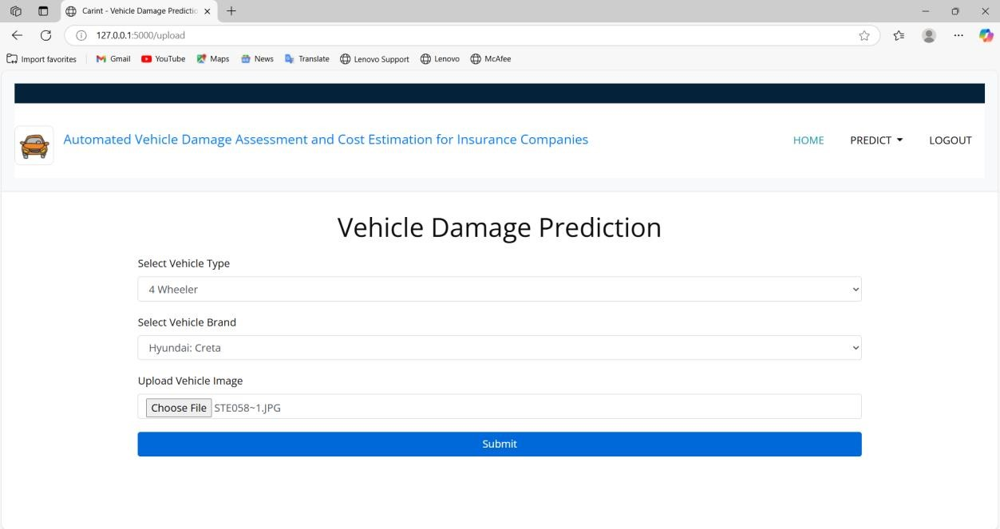 Carint - Vehicle Damage Predictio
127.0.0.1:5000/upload
Import favorites Gmail YouTube Maps News Translate Lenovo Support Lenovo McAfee
Automated Vehicle Damage Assessment and Cost Estimation for Insurance Companies HOME PREDICT LOGOUT
Vehicle Damage Prediction
Select Vehicle Type
4 Wheeler
Select Vehicle Brand
Hyundai: Creta
Upload Vehicle Image
Choose File STE058~1.JPG
Submit